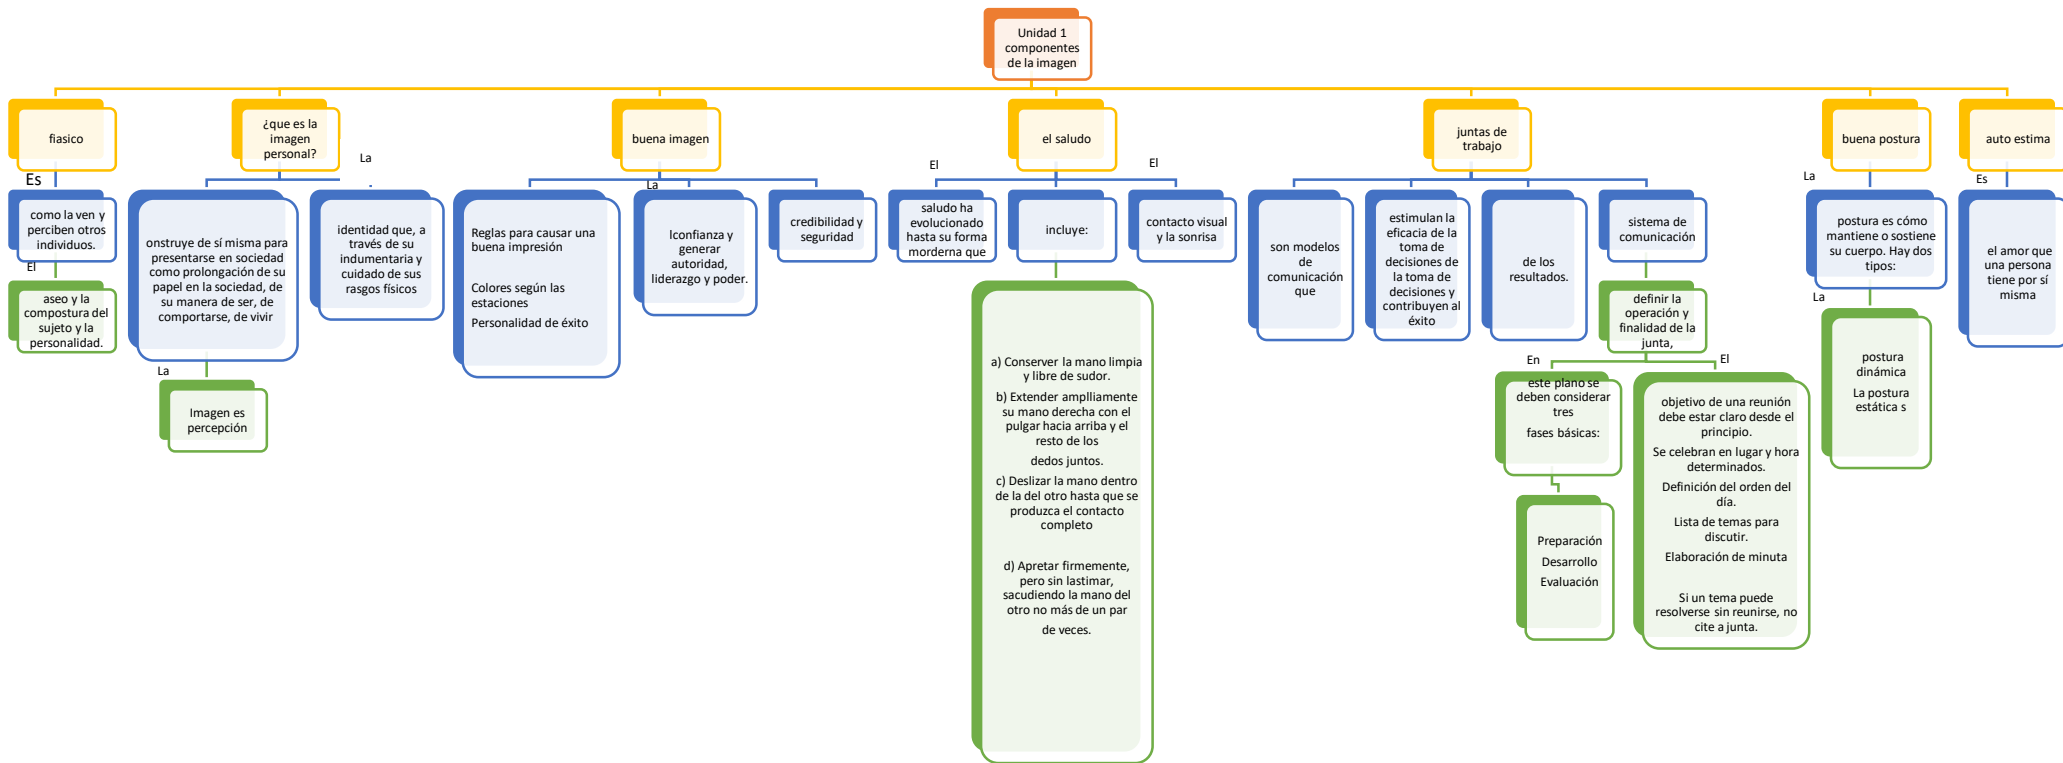 Unidad 1
componentes
de la imagen
fiasico
Es
como la ven y
perciben otros
individuos.
El
aseo y la
compostura del
sujeto y la
personalidad.
¿que es la
imagen
personal?
La
onstruye de sí misma para
presentarse en sociedad
como prolongación de su
papel en la sociedad, de
su manera de ser, de
comportarse, de vivir
La
Imagen es
percepción
identidad que, a
través de su
indumentaria y
cuidado de sus
rasgos físicos
buena imagen
La
Reglas para causar una
buena impresión
Colores según las
estaciones
Personalidad de éxito
lconfianza y
generar
autoridad,
liderazgo y poder.
credibilidad y
seguridad
el saludo
El
El
saludo ha
evolucionado
hasta su forma
morderna que
incluye:
a) Conserver la mano limpia
y libre de sudor.
b) Extender amplliamente
su mano derecha con el
pulgar hacia arriba y el
resto de los
dedos juntos.
c) Deslizar la mano dentro
de la del otro hasta que se
produzca el contacto
completo
d) Apretar firmemente,
pero sin lastimar,
sacudiendo la mano del
otro no más de un par
de veces.
contacto visual
y la sonrisa
juntas de
trabajo
son modelos
de
comunicación
que
estimulan la
eficacia de la
toma de
decisiones de
la toma de
decisiones y
contribuyen al
éxito
de los
resultados.
sistema de
comunicación
definir la
operación y
finalidad de la
junta,
En
este plano se
deben considerar
tres
fases básicas:
Preparación
Desarrollo
Evaluación
El
objetivo de una reunión
debe estar claro desde el
principio.
Se celebran en lugar y hora
determinados.
Definición del orden del
día.
Lista de temas para
discutir.
Elaboración de minuta
Si un tema puede
resolverse sin reunirse, no
cite a junta.
buena postura
La
postura es cómo
mantiene o sostiene
su cuerpo. Hay dos
tipos:
La
postura
dinámica
La postura
estática s
auto estima
Es
el amor que
una persona
tiene por sí
misma